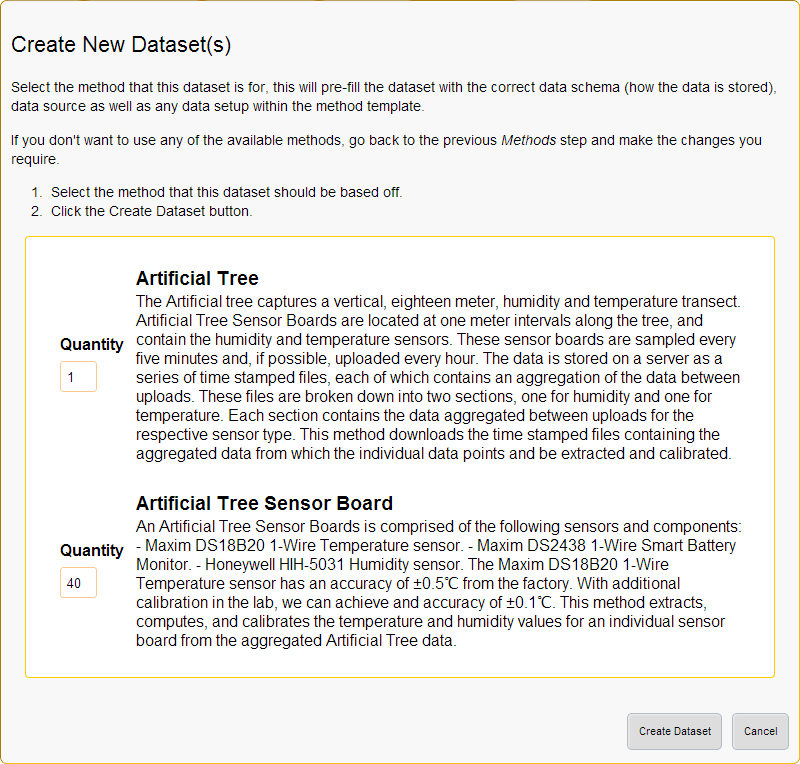 Create New Dataset(s)
Select the method that this dataset is for, this will pre-fill the dataset with the correct data schema (how the data is stored),
data source as well as any data setup within the method template.
If you don't want to use any of the available methods, go back to the previous Methods step and make the changes you
require.
1. Select the method that this dataset should be based off.
2. Click the Create Dataset button.
Artificial Tree
The Artificial tree captures a vertical, eighteen meter, humidity and temperature transect.
Artificial Tree Sensor Boards are located at one meter intervals along the tree, and
Quantity
contain the humidity and temperature sensors. These sensor boards are sampled every
five minutes and, if possible, uploaded every hour. The data is stored on a server as a
1
series of time stamped files, each of which contains an aggregation of the data between
uploads. These files are broken down into two sections, one for humidity and one for
temperature. Each section contains the data aggregated between uploads for the
respective sensor type. This method downloads the time stamped files containing the
aggregated data from which the individual data points and be extracted and calibrated.
Artificial Tree Sensor Board
An Artificial Tree Sensor Boards is comprised of the following sensors and components:
Quantity
- Maxim DS18B20 1-Wire Temperature sensor. - Maxim DS2438 1-Wire Smart Battery
Monitor. - Honeywell HIH-5031 Humidity sensor. The Maxim DS18B20 1-Wire
40
Temperature sensor has an accuracy of ±0.5℃ from the factory. With additional
calibration in the lab, we can achieve and accuracy of ±0.1℃. This method extracts,
computes, and calibrates the temperature and humidity values for an individual sensor
board from the aggregated Artificial Tree data.
Create Dataset
Cancel